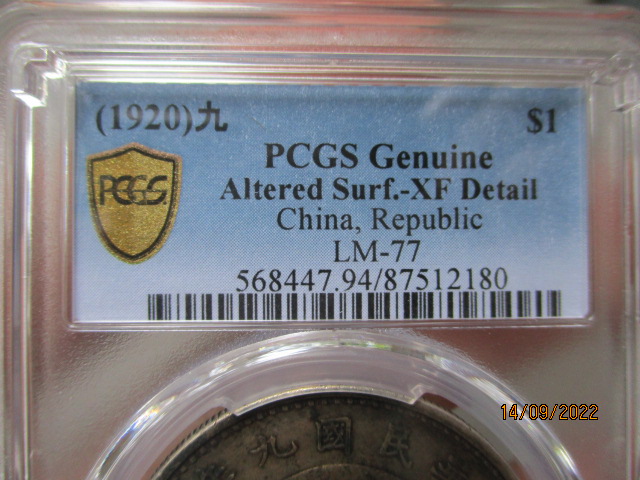 (1920)九 $1
PCGS Genuine
PCGS
Altered Surf.-XF Detail
China, Republic
LM-77
568447.94/87512180
14/09/2022
九國民